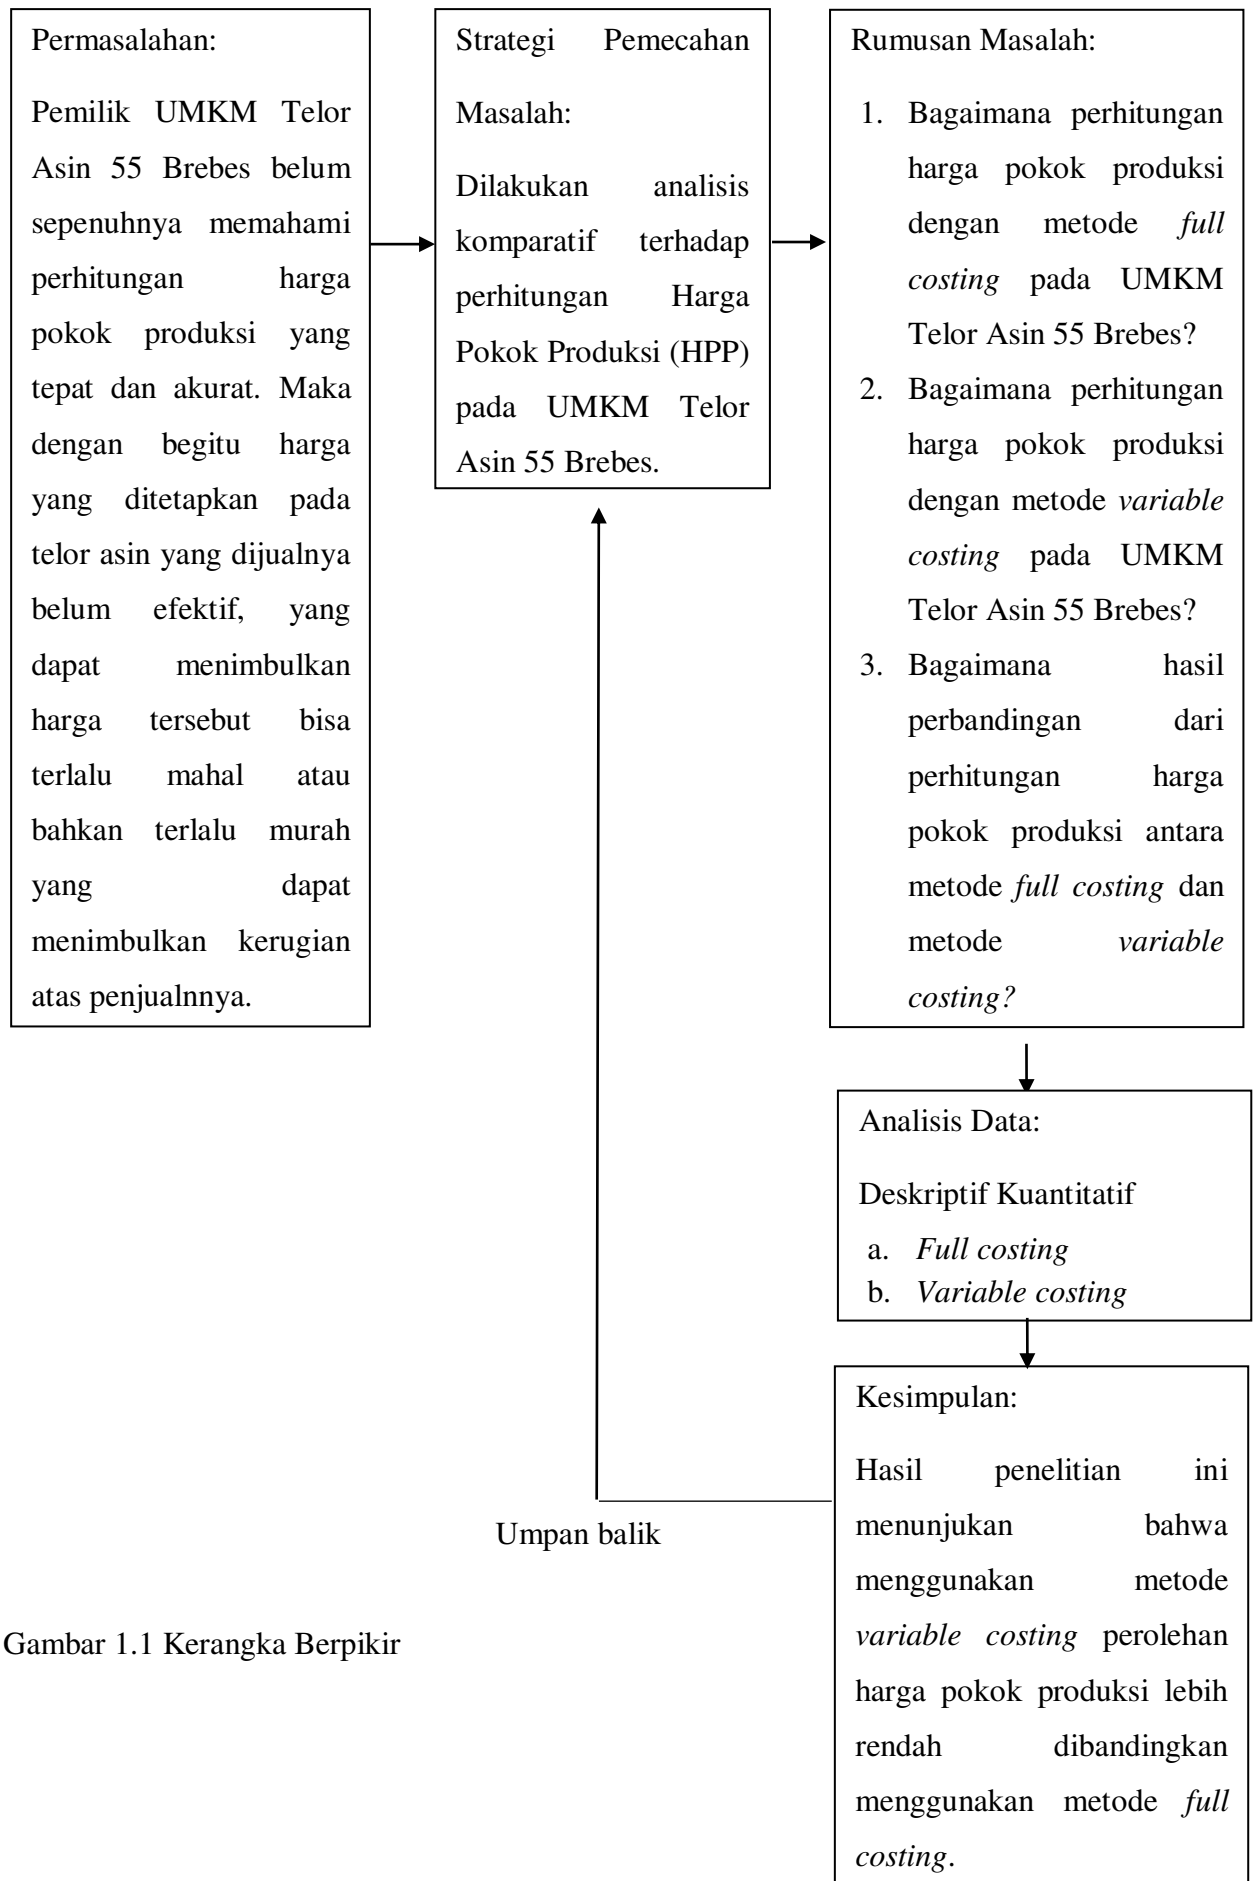 Permasalahan:
Pemilik UMKM Telor
Asin 55 Brebes belum
sepenuhnya memahami
perhitungan harga
pokok produksi yang
tepat dan akurat. Maka
dengan begitu harga
yang ditetapkan pada
telor asin yang dijualnya
belum efektif, yang
dapat menimbulkan
harga tersebut bisa
terlalu mahal atau
bahkan terlalu murah
yang dapat
menimbulkan kerugian
atas penjualnnya.
Strategi Pemecahan
Masalah:
Dilakukan analisis
komparatif terhadap
perhitungan Harga
Pokok Produksi (HPP)
pada UMKM Telor
Asin 55 Brebes.
Rumusan Masalah:
1. Bagaimana perhitungan
harga pokok produksi
dengan metode full
costing pada UMKM
Telor Asin 55 Brebes?
2. Bagaimana perhitungan
harga pokok produksi
dengan metode variable
costing pada UMKM
Telor Asin 55 Brebes?
3. Bagaimana hasil
perbandingan dari
perhitungan harga
pokok produksi antara
metode full costing dan
metode variable
costing?
Analisis Data:
Deskriptif Kuantitatif
a. Full costing
b. Variable costing
Kesimpulan:
Hasil penelitian ini
menunjukan bahwa
menggunakan metode
variable costing perolehan
harga pokok produksi lebih
rendah dibandingkan
menggunakan metode full
costing.
Umpan balik
Gambar 1.1 Kerangka Berpikir